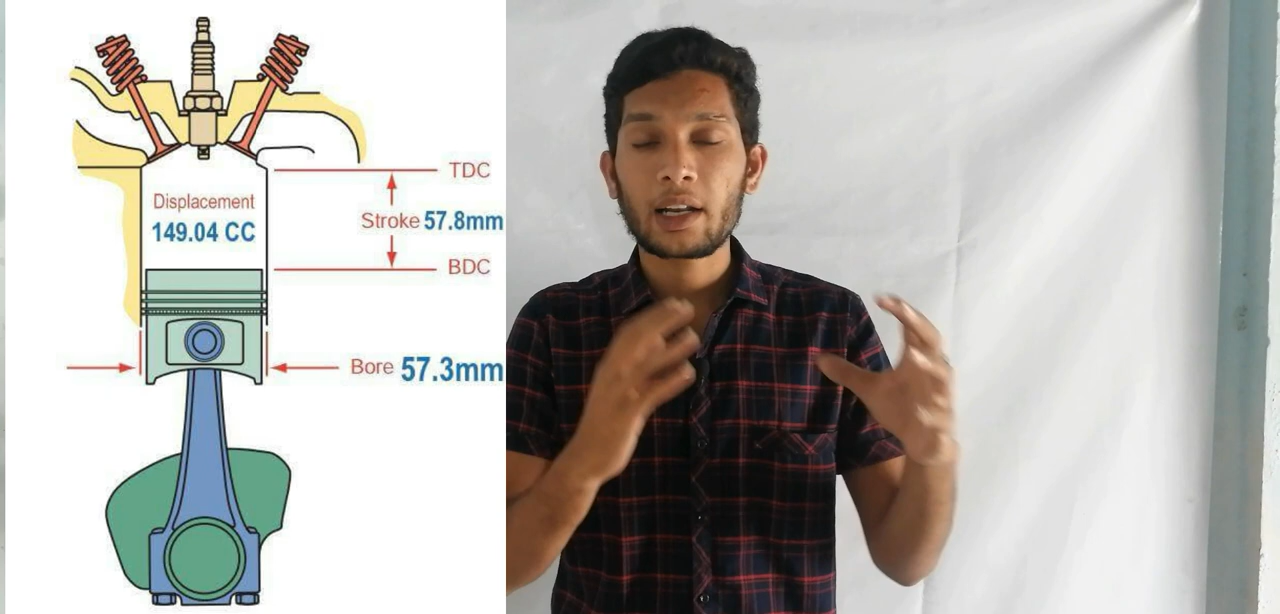 TDC
Displacement
149.04 CC
Stroke 57.8mm
BDC
Bore 57.3mm